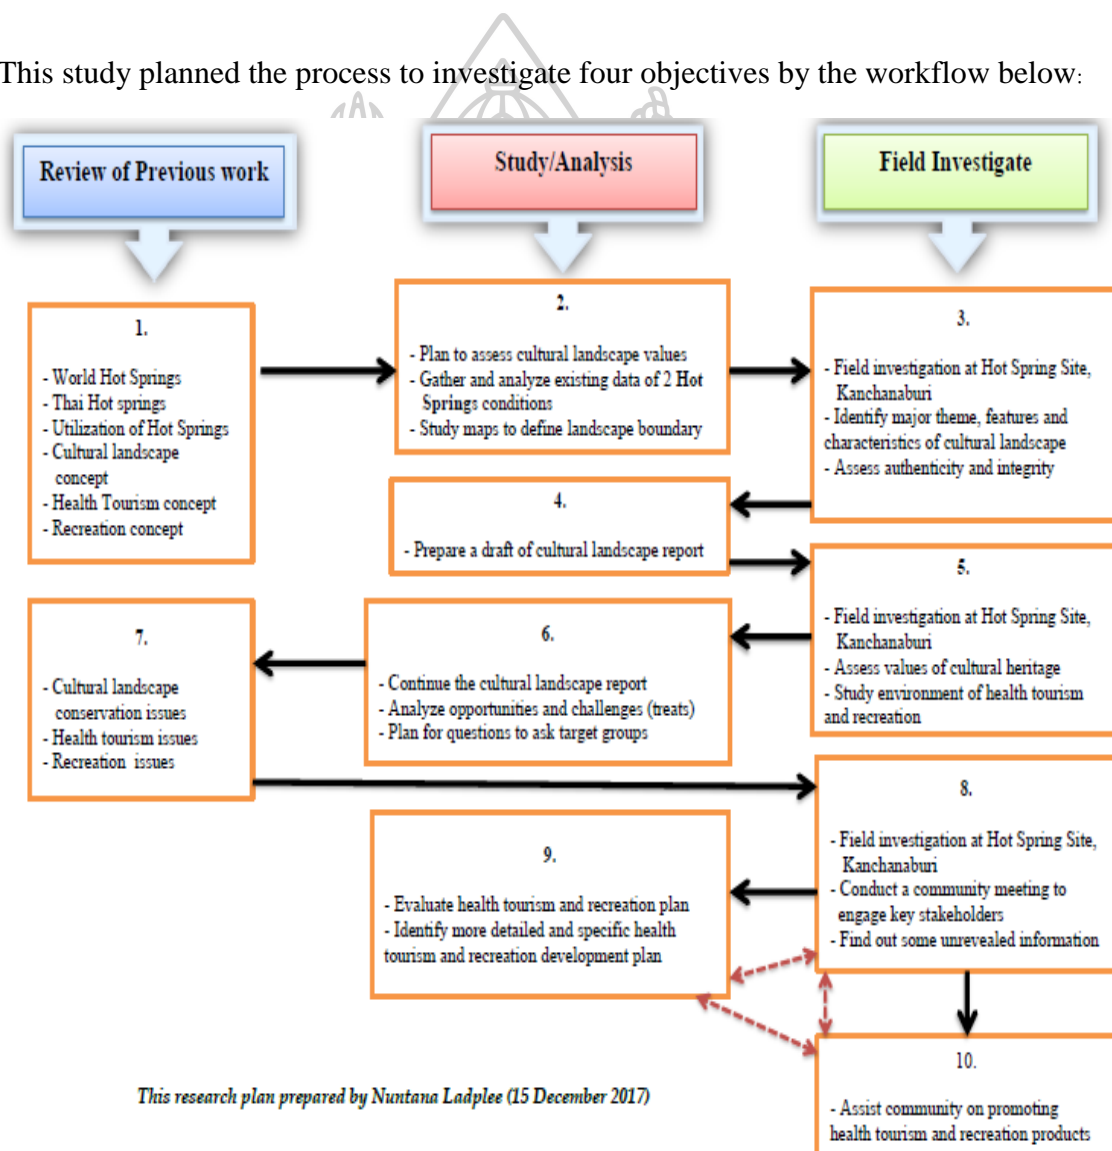 This study planned the process to investigate four objectives by the workflow below:
Review of Previous work
Study/Analysis
Field Investigate
1.
- World Hot Springs
- Thai Hot springs
- Utilization of Hot Springs
- Cultural landscape
concept
- Health Tourism concept
- Recreation concept
2.
- Plan to assess cultural landscape values
- Gather and analyze existing data of 2 Hot
Springs conditions
- Study maps to define landscape boundary
3.
- Field investigation at Hot Spring Site,
Kanchanaburi
- Identify major theme, features and
characteristics of cultural landscape
- Assess authenticity and integrity
4.
- Prepare a draft of cultural landscape report
5.
- Field investigation at Hot Spring Site,
Kanchanaburi
- Assess values of cultural heritage
- Study environment of health tourism
and recreation
6.
- Continue the cultural landscape report
- Analyze opportunities and challenges (treats)
- Plan for questions to ask target groups
7.
- Cultural landscape
conservation issues
- Health tourism issues
- Recreation issues
8.
- Field investigation at Hot Spring Site,
Kanchanaburi
- Conduct a community meeting to
engage key stakeholders
- Find out some unrevealed information
9.
- Evaluate health tourism and recreation plan
- Identify more detailed and specific health
tourism and recreation development plan
10.
- Assist community on promoting
health tourism and recreation products
This research plan prepared by Nuntana Ladplee (15 December 2017)